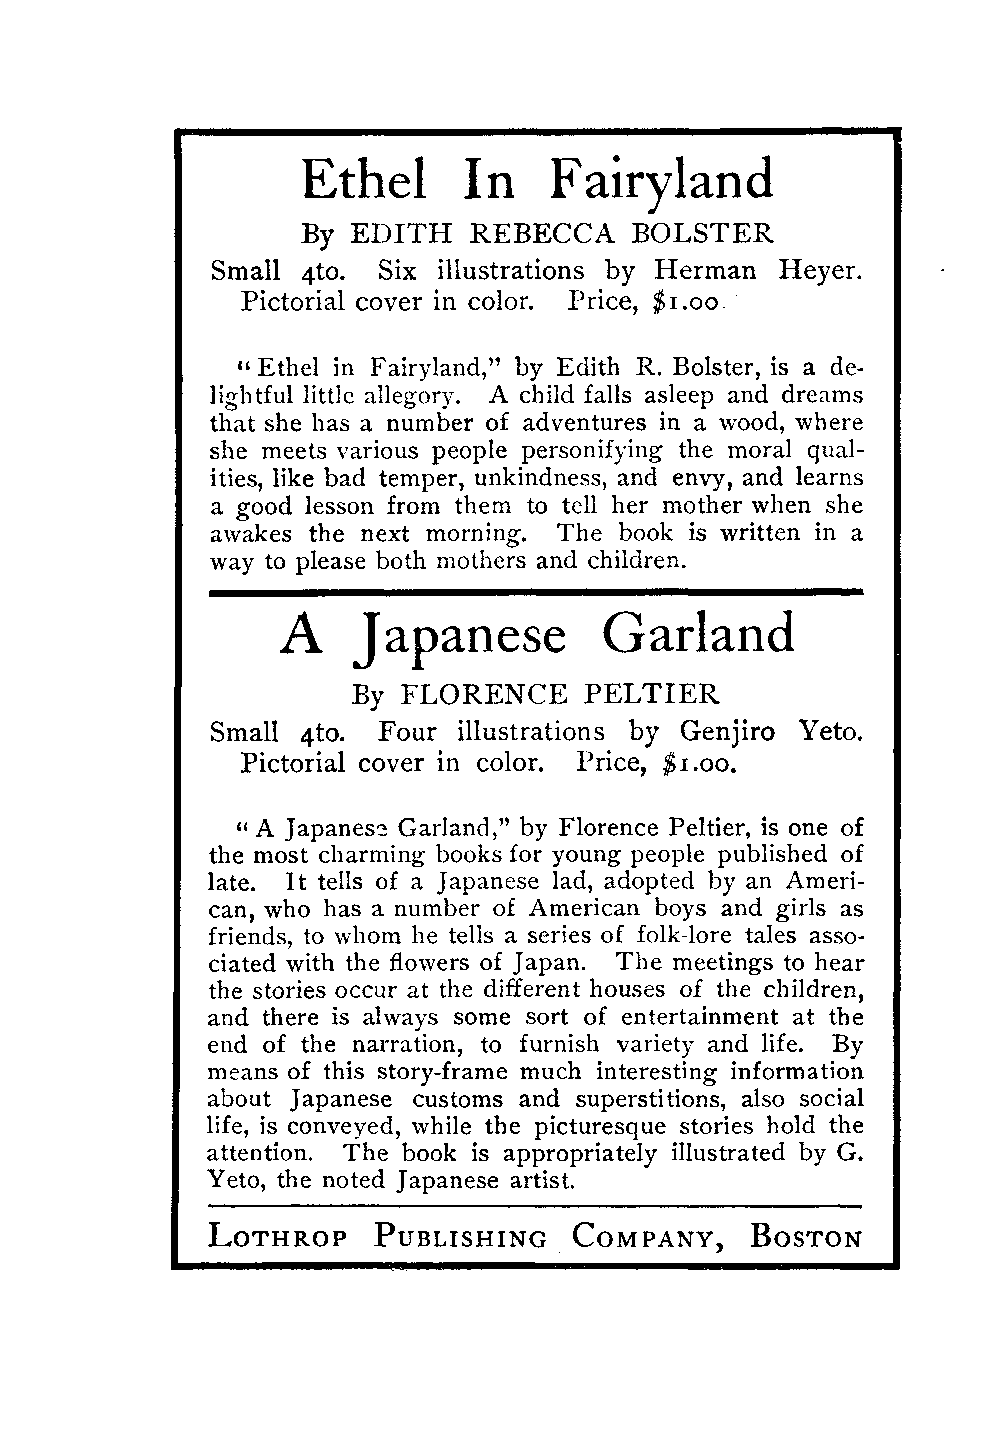 Ethel In Fairyland
By EDITH REBECCA BOLSTER
Small 4to. Six illustrations by Herman Heyer.
Pictorial cover in color. Price, $1.00.
“Ethel in Fairyland,” by Edith R. Bolster, is a de-
lightful little allegory. A child falls asleep and dreams
that she has a number of adventures in a wood, where
she meets various people personifying the moral qual-
ities, like bad temper, unkindness, and envy, and learns
a good lesson from them to tell her mother when she
awakes the next morning. The book is written in a
way to please both mothers and children.
A Japanese Garland
By FLORENCE PELTIER
Small 4to. Four illustrations by Genjiro Yeto.
Pictorial cover in color. Price, $1.00.
“A Japanese Garland,” by Florence Peltier, is one of
the most charming books for young people published of
late. It tells of a Japanese lad, adopted by an Ameri-
can, who has a number of American boys and girls as
friends, to whom he tells a series of folk-lore tales asso-
ciated with the flowers of Japan. The meetings to hear
the stories occur at the different houses of the children,
and there is always some sort of entertainment at the
end of the narration, to furnish variety and life. By
means of this story-frame much interesting information
about Japanese customs and superstitions, also social
life, is conveyed, while the picturesque stories hold the
attention. The book is appropriately illustrated by G.
Yeto, the noted Japanese artist.
LOTHROP PUBLISHING COMPANY, BOSTON